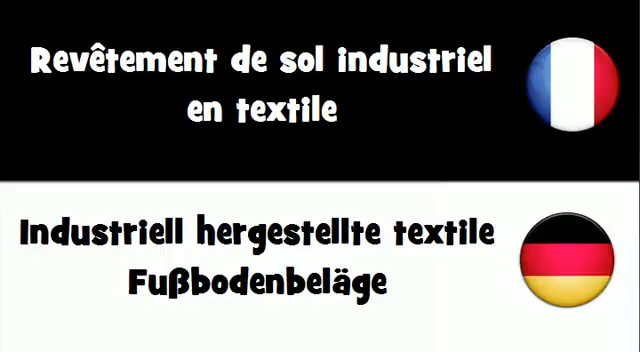 Revêtement de sol industriel
en textile
Industriell hergestellte textile
Fußbodenbeläge